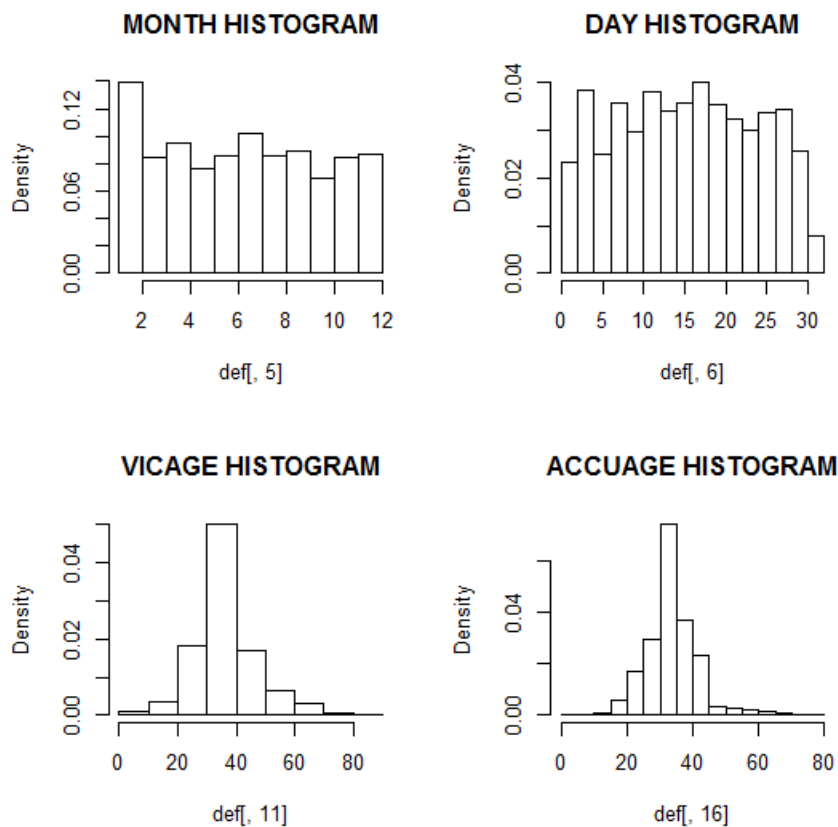 MONTH HISTOGRAM
Density
0.00
0.06
0.12
2 4 6 8 10 12
def[, 5]
DAY HISTOGRAM
Density
0.00
0.02
0.04
0 5 10 15 20 25 30
def[, 6]
VICAGE HISTOGRAM
Density
0.00
0.02
0.04
0 20 40 60 80
def[, 11]
ACCUAGE HISTOGRAM
Density
0.00
0.04
0 20 40 60 80
def[, 16]